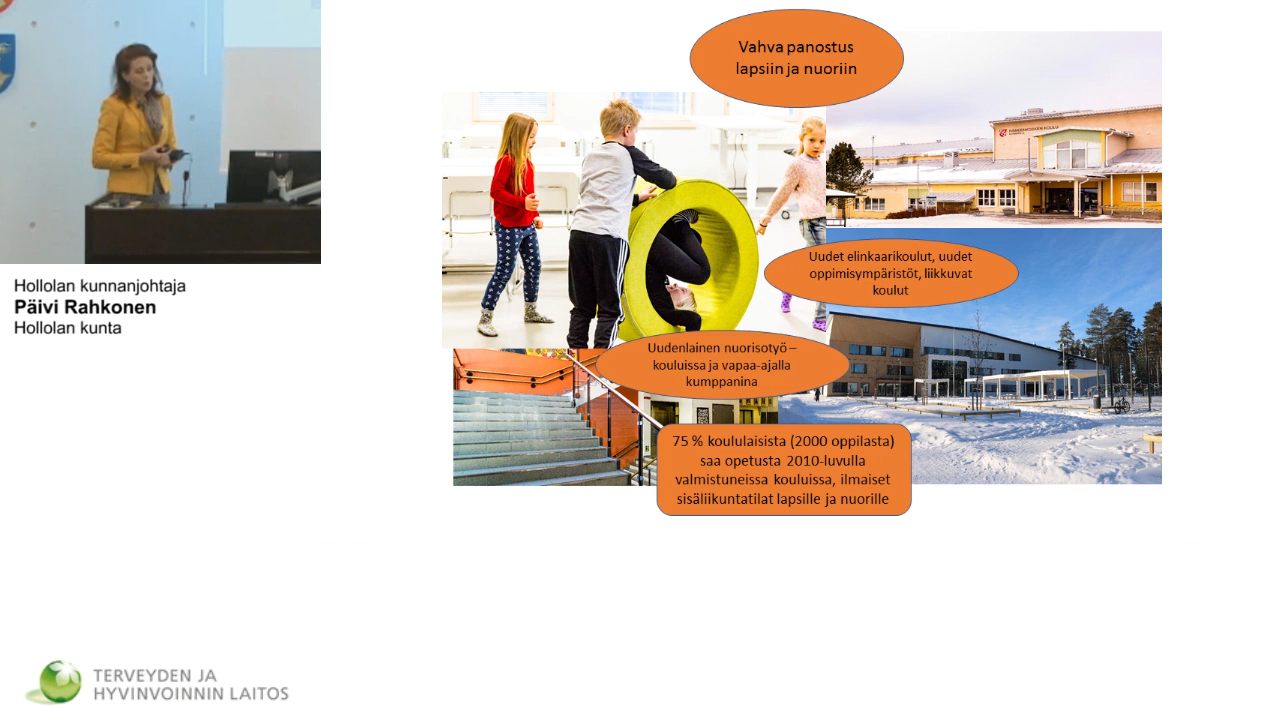 Hollolan kunnanjohtaja
Päivi Rahkonen
Hollolan kunta
Vahva panostus
lapsiin ja nuoriin
Uudet elinkaarikoulut, uudet
oppimisympäristöt, liikkuvat
koulut
Uudenlainen nuorisotyö –
kouluissa ja vapaa-ajalla
kumppanina
75 % koululaisista (2000 oppilasta)
saa opetusta 2010-luvulla
valmistuneissa kouluissa, ilmaiset
sisäliikuntatilat lapsille ja nuorille
TERVEYDEN JA
HYVINVOINNIN LAITOS